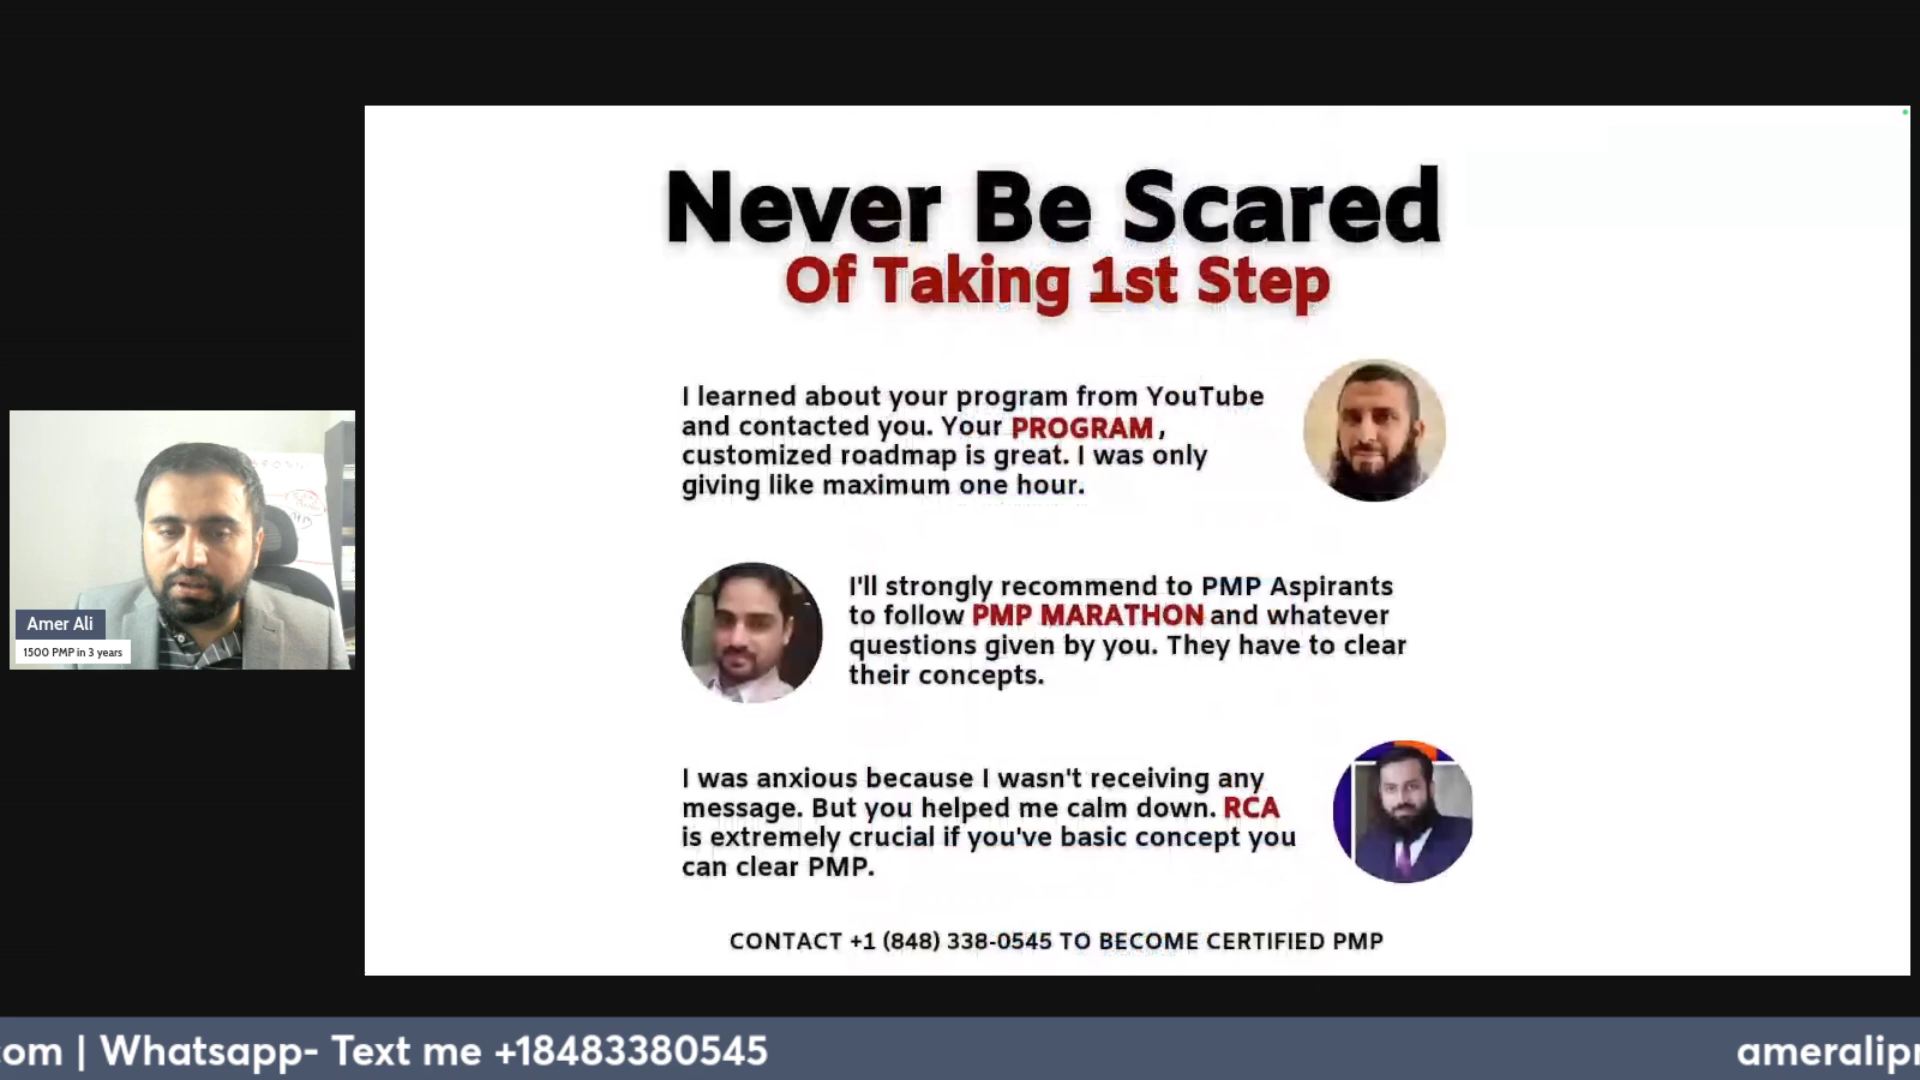 Never Be Scared
Of Taking 1st Step
I learned about your program from YouTube
and contacted you. Your PROGRAM,
customized roadmap is great. I was only
giving like maximum one hour.
I'll strongly recommend to PMP Aspirants
to follow PMP MARATHON and whatever
questions given by you. They have to clear
their concepts.
I was anxious because I wasn't receiving any
message. But you helped me calm down. RCA
is extremely crucial if you've basic concept you
can clear PMP.
CONTACT +1 (848) 338-0545 TO BECOME CERTIFIED PMP
Amer Ali
1500 PMP in 3 years
com | Whatsapp- Text me +18483380545
ameralip